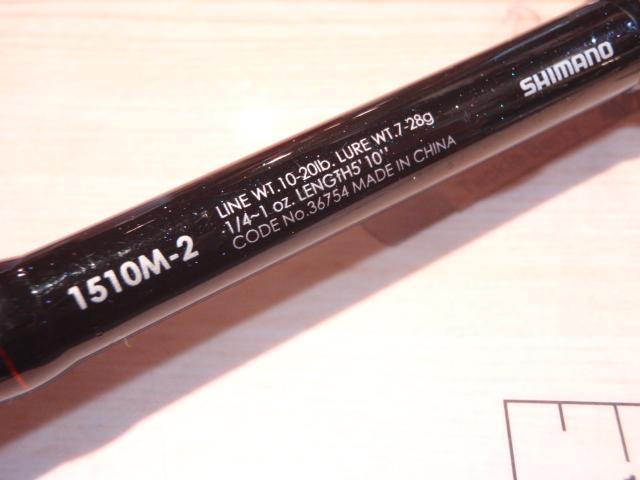 SHIMANO
LINE WT.10-20lb. LURE WT.7-28g
1/4~1 oz. LENGTH5'10"
CODE No.36754 MADE IN CHINA
1510M-2